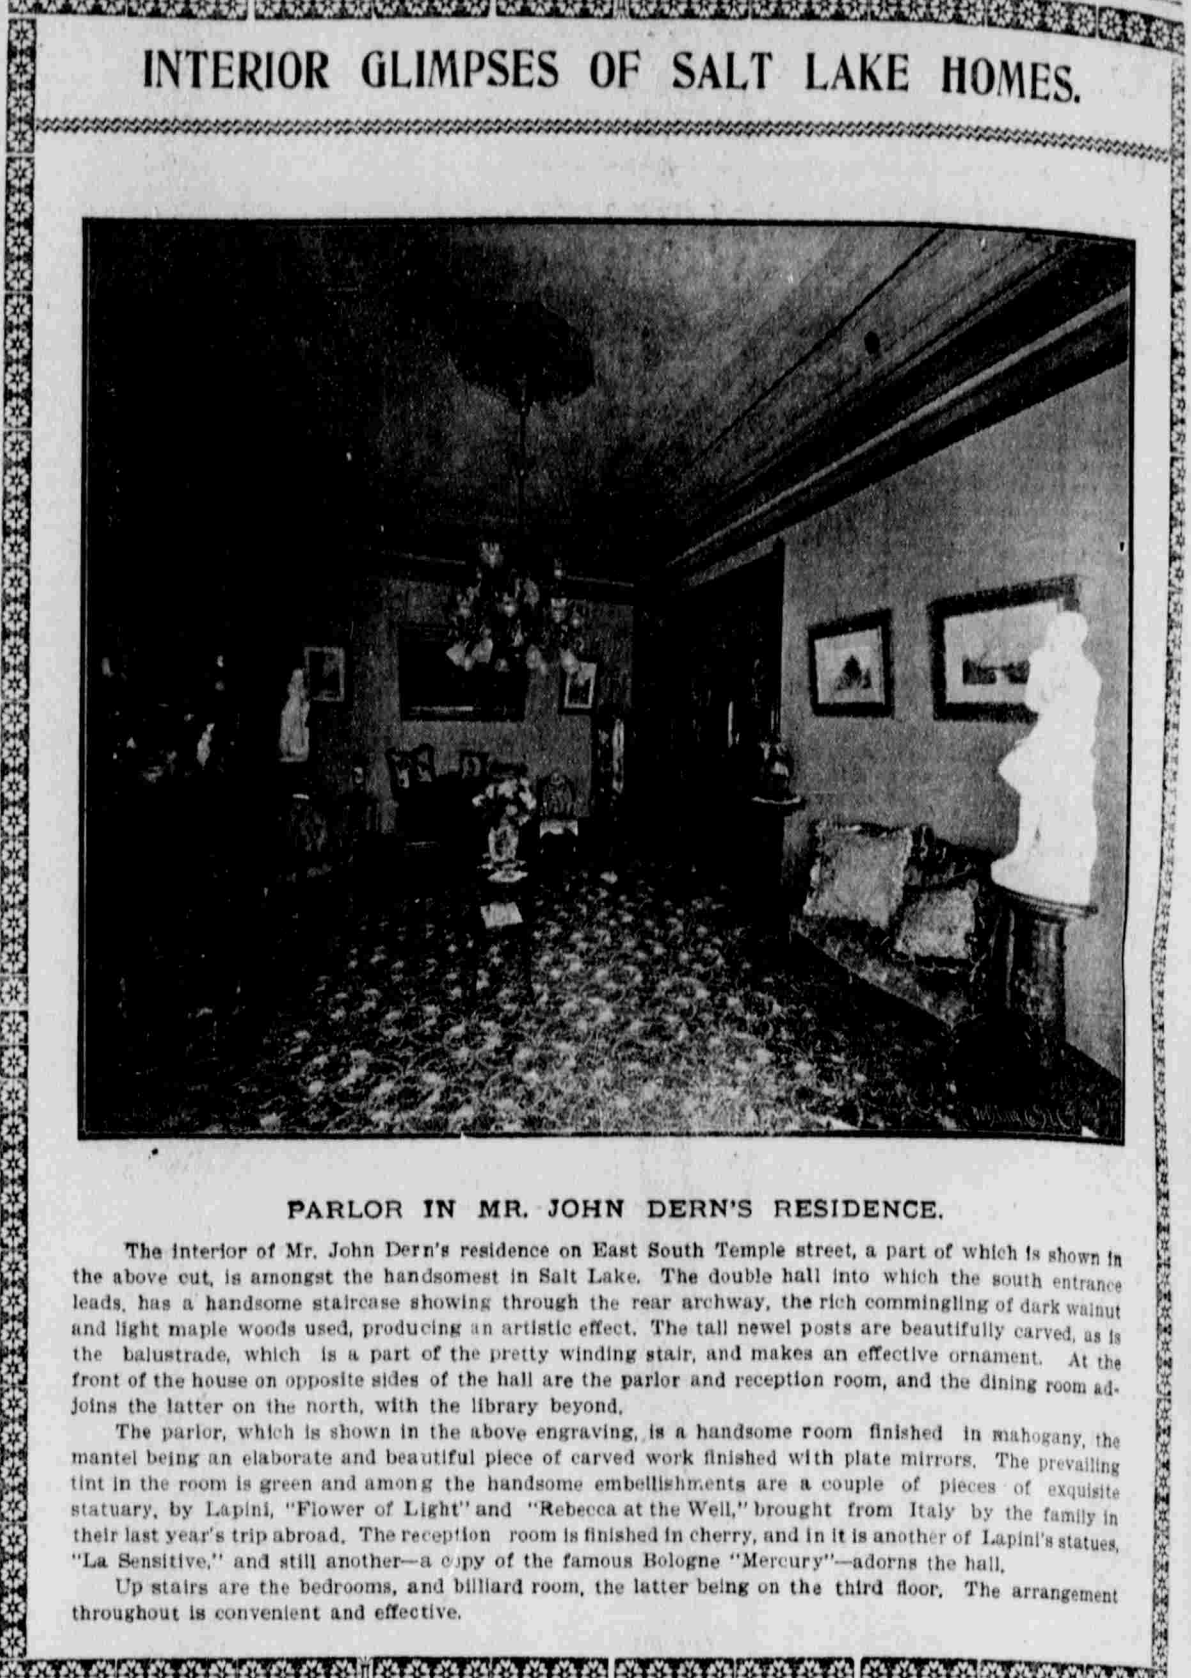 INTERIOR GLIMPSES OF SALT LAKE HOMES.
PARLOR IN MR. JOHN DERN'S RESIDENCE.
The interior of Mr. John Dern's residence on East South Temple street, a part of which is shown in
the above cut, is amongst the handsomest in Salt Lake. The double hall into which the south entrance
leads, has a handsome staircase showing through the rear archway, the rich commingling of dark walnut
and light maple woods used, producing an artistic effect. The tall newel posts are beautifully carved, as is
the balustrade, which is a part of the pretty winding stair, and makes an effective ornament. At the
front of the house on opposite sides of the hall are the parlor and reception room, and the dining room ad-
joins the latter on the north, with the library beyond.
The parlor, which is shown in the above engraving, is a handsome room finished in mahogany, the
mantel being an elaborate and beautiful piece of carved work finished with plate mirrors. The prevailing
tint in the room is green and among the handsome embellishments are a couple of pieces of exquisite
statuary, by Lapini, "Flower of Light" and "Rebecca at the Well," brought from Italy by the family in
their last year's trip abroad. The reception room is finished in cherry, and in it is another of Lapini's statues,
"La Sensitive," and still another—a copy of the famous Bologne "Mercury"—adorns the hall.
Up stairs are the bedrooms, and billiard room, the latter being on the third floor. The arrangement
throughout is convenient and effective.